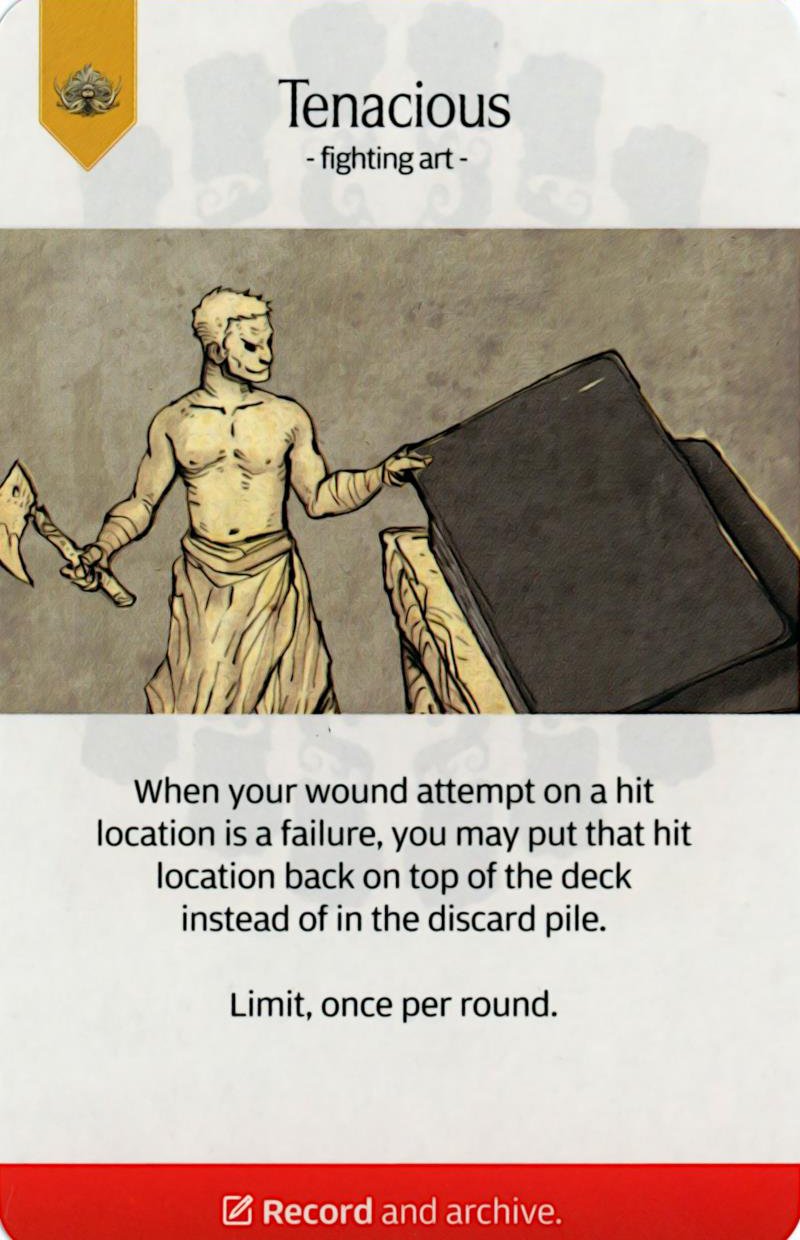 Tenacious
- fighting art -
When your wound attempt on a hit
location is a failure, you may put that hit
location back on top of the deck
instead of in the discard pile.
Limit, once per round.
Record and archive.